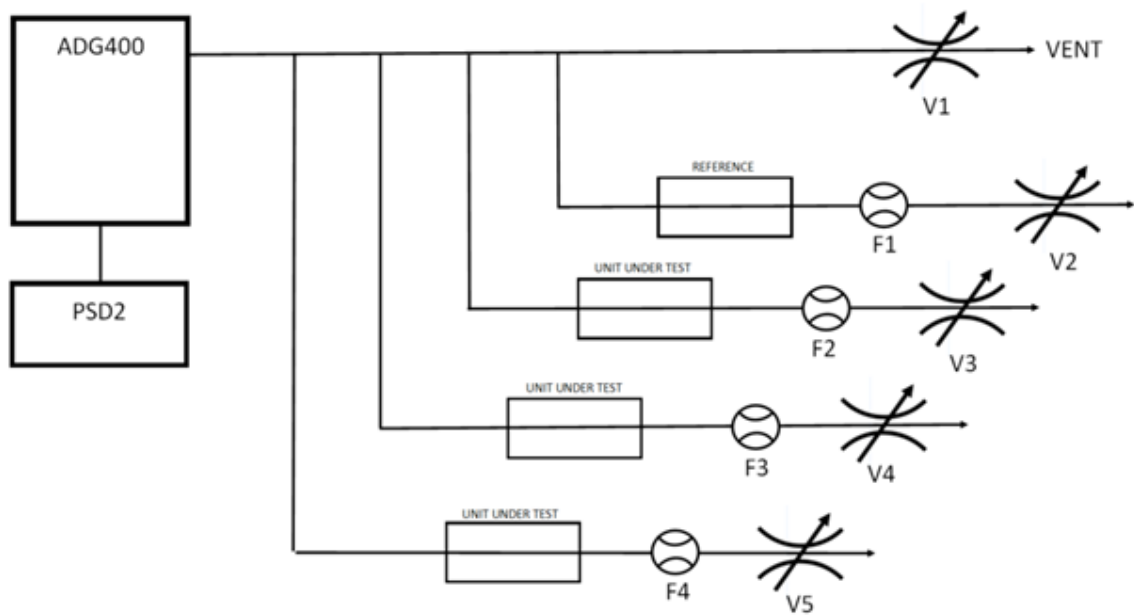 ADG400
VENT
V1
REFERENCE
F1
V2
PSD2
UNIT UNDER TEST
F2
V3
UNIT UNDER TEST
F3
V4
UNIT UNDER TEST
F4
V5